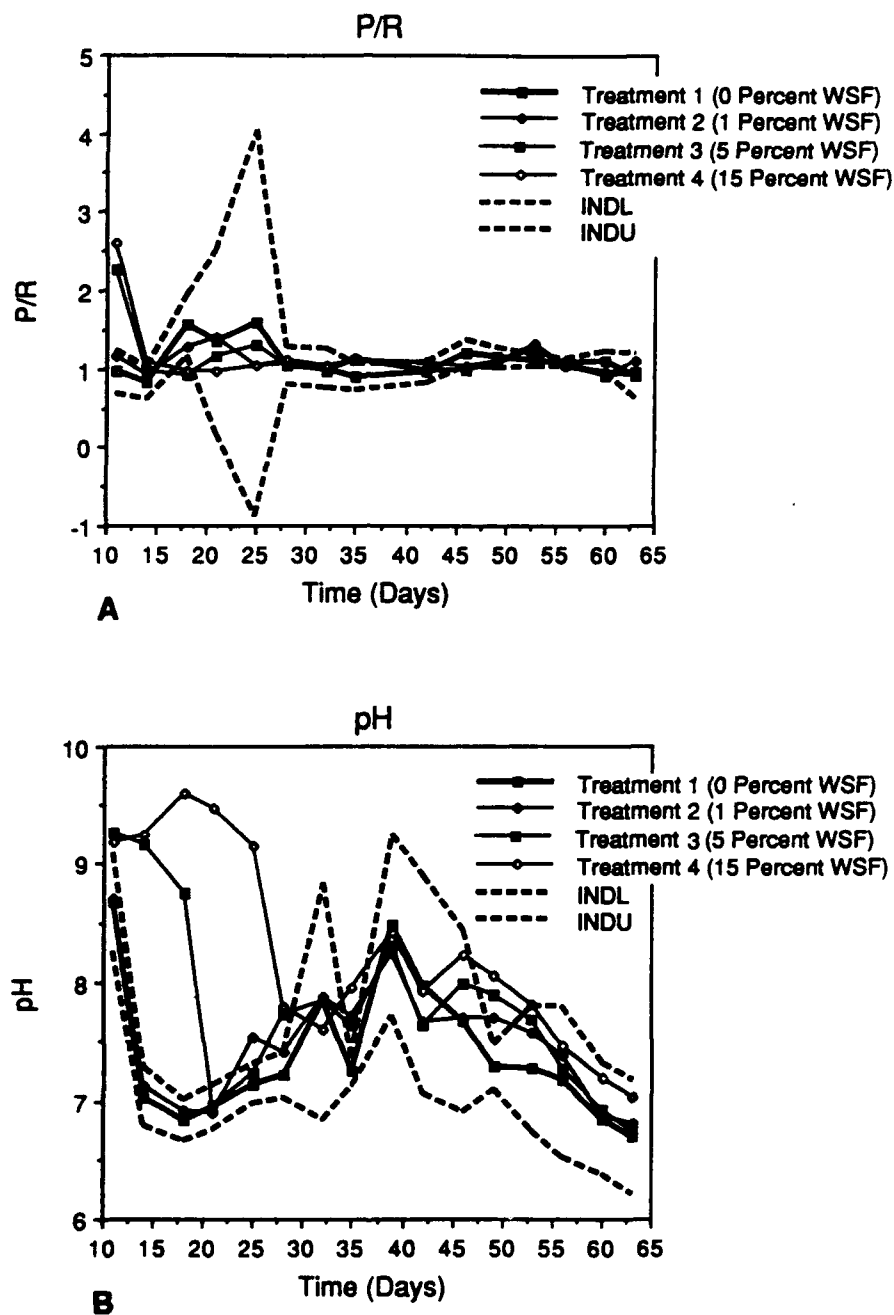 P/R
5
4
3
2
1
0
-1
P/R
Treatment 1 (0 Percent WSF)
Treatment 2 (1 Percent WSF)
Treatment 3 (5 Percent WSF)
Treatment 4 (15 Percent WSF)
INDL
INDU
10 15 20 25 30 35 40 45 50 55 60 65
Time (Days)
A
pH
10
9
8
7
6
pH
Treatment 1 (0 Percent WSF)
Treatment 2 (1 Percent WSF)
Treatment 3 (5 Percent WSF)
Treatment 4 (15 Percent WSF)
INDL
INDU
10 15 20 25 30 35 40 45 50 55 60 65
Time (Days)
B